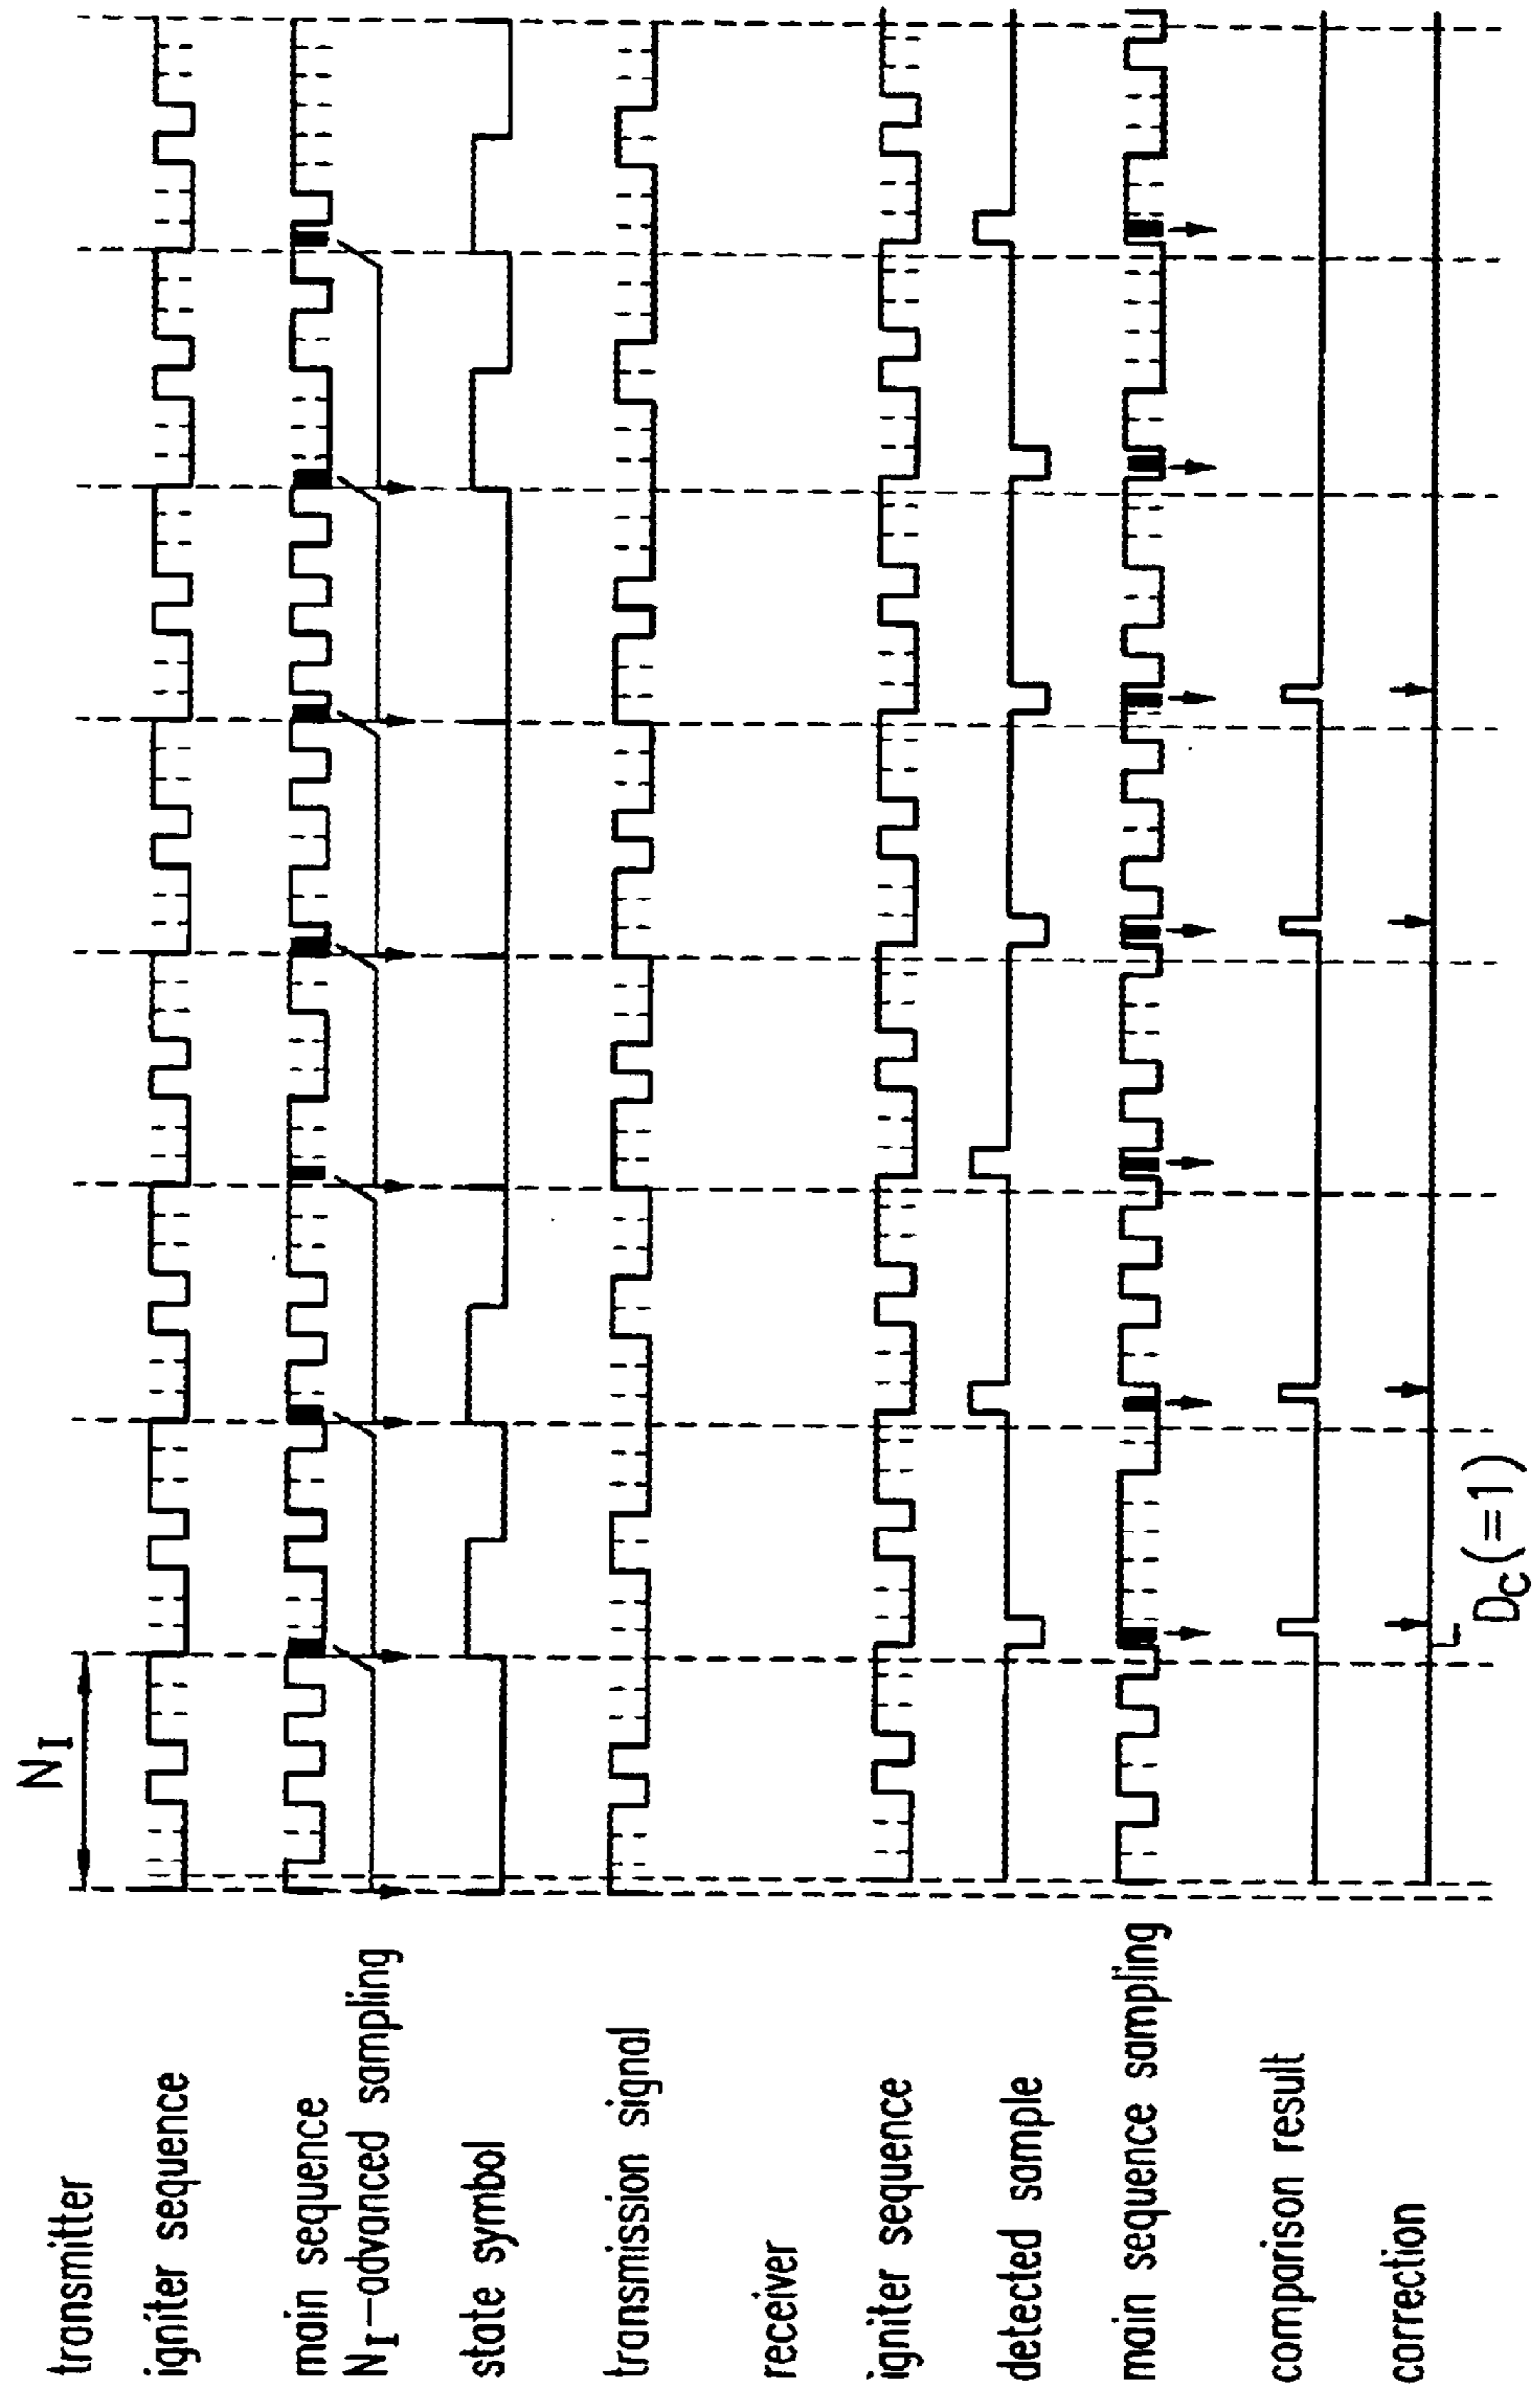 N_I
transmitter
igniter sequence
main sequence
N_I-advanced sampling
state symbol
transmission signal
receiver
igniter sequence
detected sample
main sequence sampling
comparison result
correction
D_C (=1)